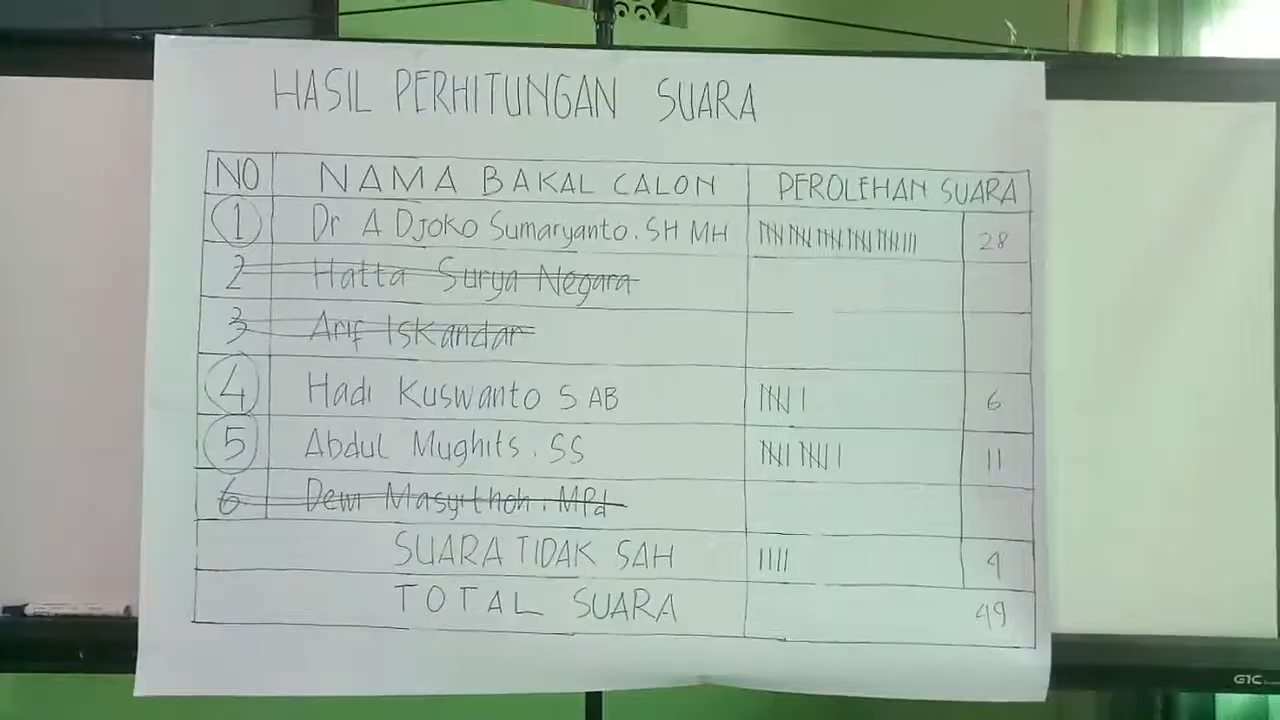 HASIL PERHITUNGAN SUARA
NO NAMA BAKAL CALON PEROLEHAN SUARA
1 Dr A Djoko Sumaryanto. SH MH 28
2 Hatta Surya Negara
3 Arif Iskandar
4 Hadi Kuswanto S AB 6
5 Abdul Mughits. SS 11
6 Dewi Masyithoh. MPd
SUARA TIDAK SAH 4
TOTAL SUARA 49
GTC